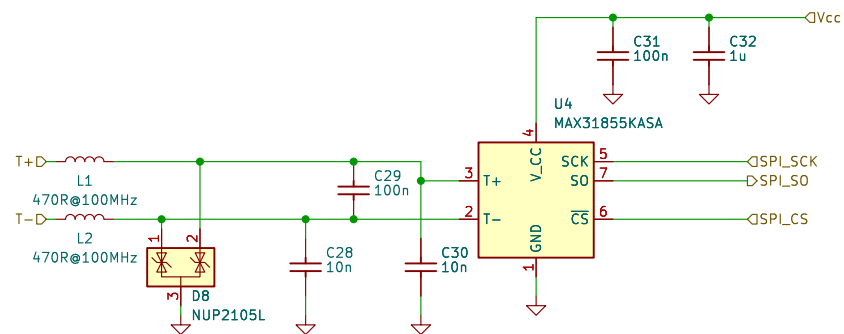 Vcc
C31
100n
C32
1u
U4
MAX31855KASA
4
V_CC
T+
L1
470R@100MHz
C29
100n
3
T+
SCK
5
SPI_SCK
SO
7
SPI_SO
T-
L2
470R@100MHz
2
T-
CS
6
SPI_CS
1
2
C28
10n
C30
10n
GND
1
3
D8
NUP2105L